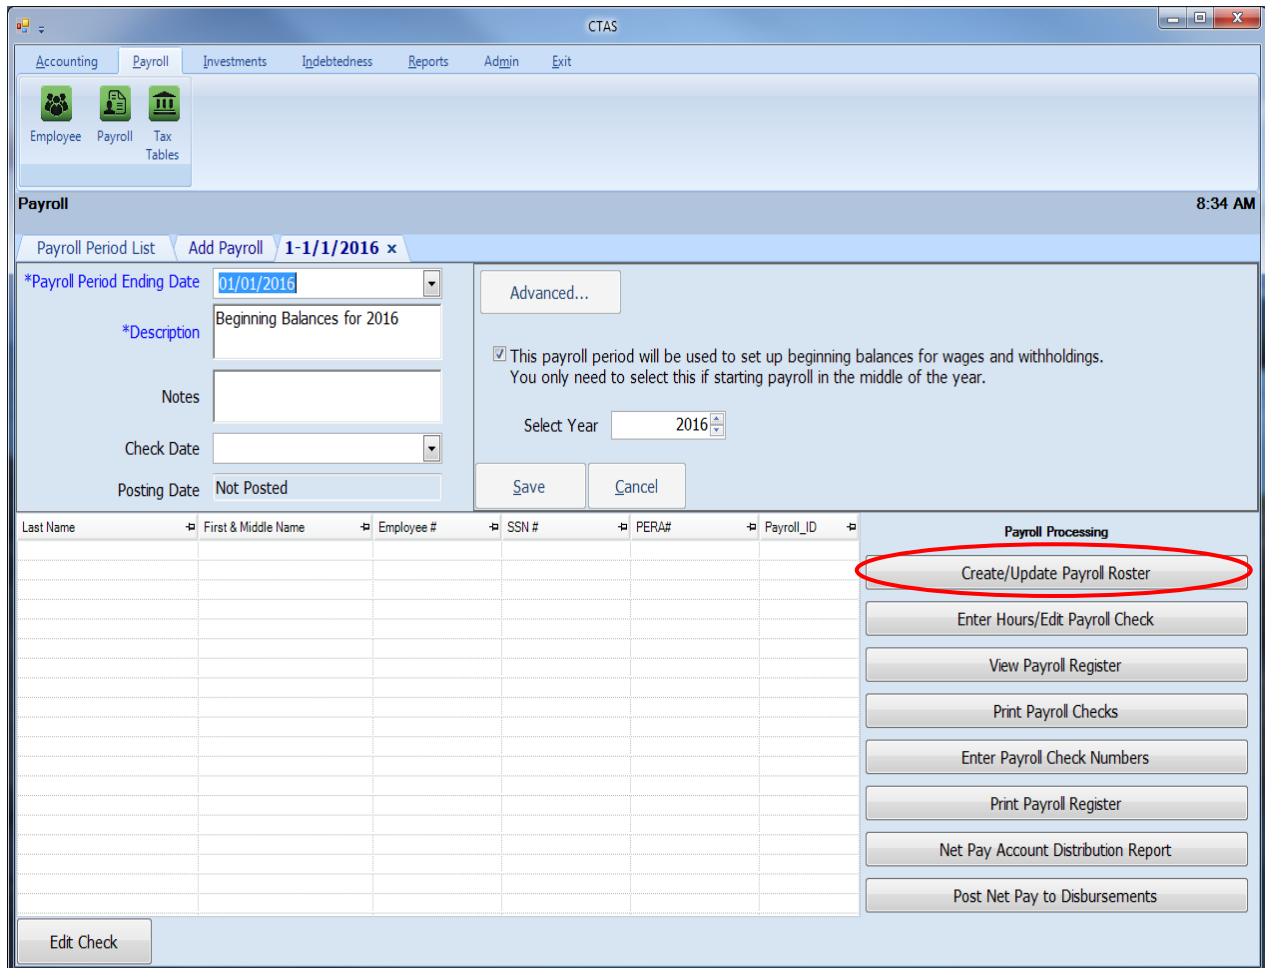 CTAS
Accounting Payroll Investments Indebtedness Reports Admin Exit
Employee Payroll Tax
Tables
Payroll 8:34 AM
Payroll Period List Add Payroll 1-1/1/2016 x
*Payroll Period Ending Date 01/01/2016
*Description Beginning Balances for 2016
Notes
Check Date
Posting Date Not Posted
Advanced...
This payroll period will be used to set up beginning balances for wages and withholdings.
You only need to select this if starting payroll in the middle of the year.
Select Year 2016
Save Cancel
Last Name First & Middle Name Employee # SSN # PERA# Payroll_ID
Payroll Processing
Create/Update Payroll Roster
Enter Hours/Edit Payroll Check
View Payroll Register
Print Payroll Checks
Enter Payroll Check Numbers
Print Payroll Register
Net Pay Account Distribution Report
Post Net Pay to Disbursements
Edit Check